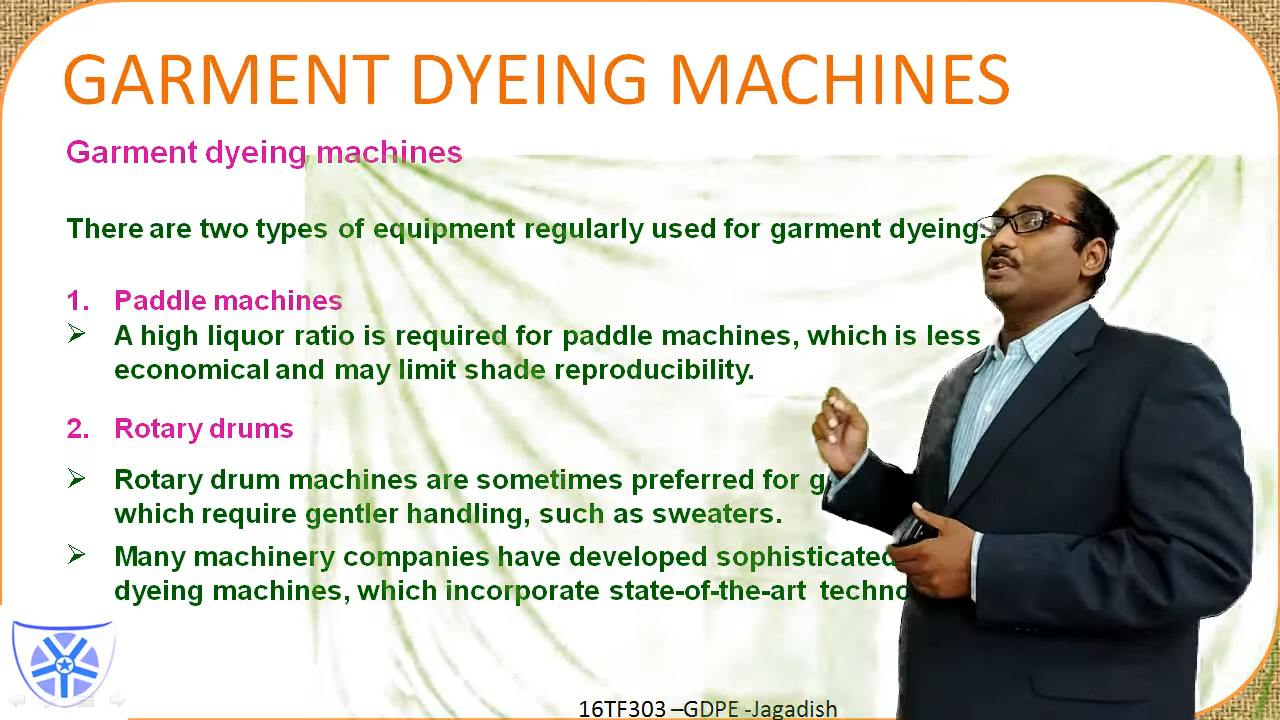 GARMENT DYEING MACHINES
Garment dyeing machines
There are two types of equipment regularly used for garment dyeing.
1. Paddle machines
➢ A high liquor ratio is required for paddle machines, which is less
economical and may limit shade reproducibility.
2. Rotary drums
➢ Rotary drum machines are sometimes preferred for g
which require gentler handling, such as sweaters.
➢ Many machinery companies have developed sophisticated
dyeing machines, which incorporate state-of-the-art techno
16TF303 –GDPE -Jagadish